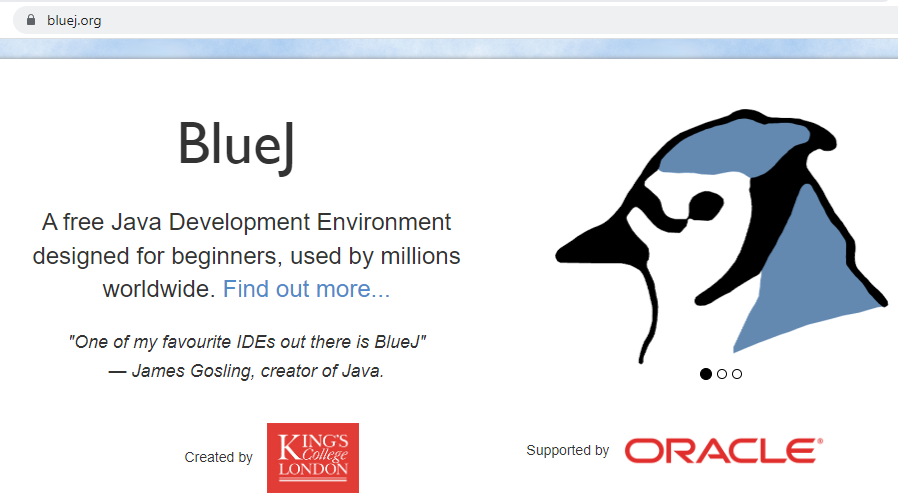 bluej.org
BlueJ
A free Java Development Environment
designed for beginners, used by millions
worldwide. Find out more...
"One of my favourite IDEs out there is BlueJ"
— James Gosling, creator of Java.
Created by
KING'S
College
LONDON
Supported by
ORACLE®